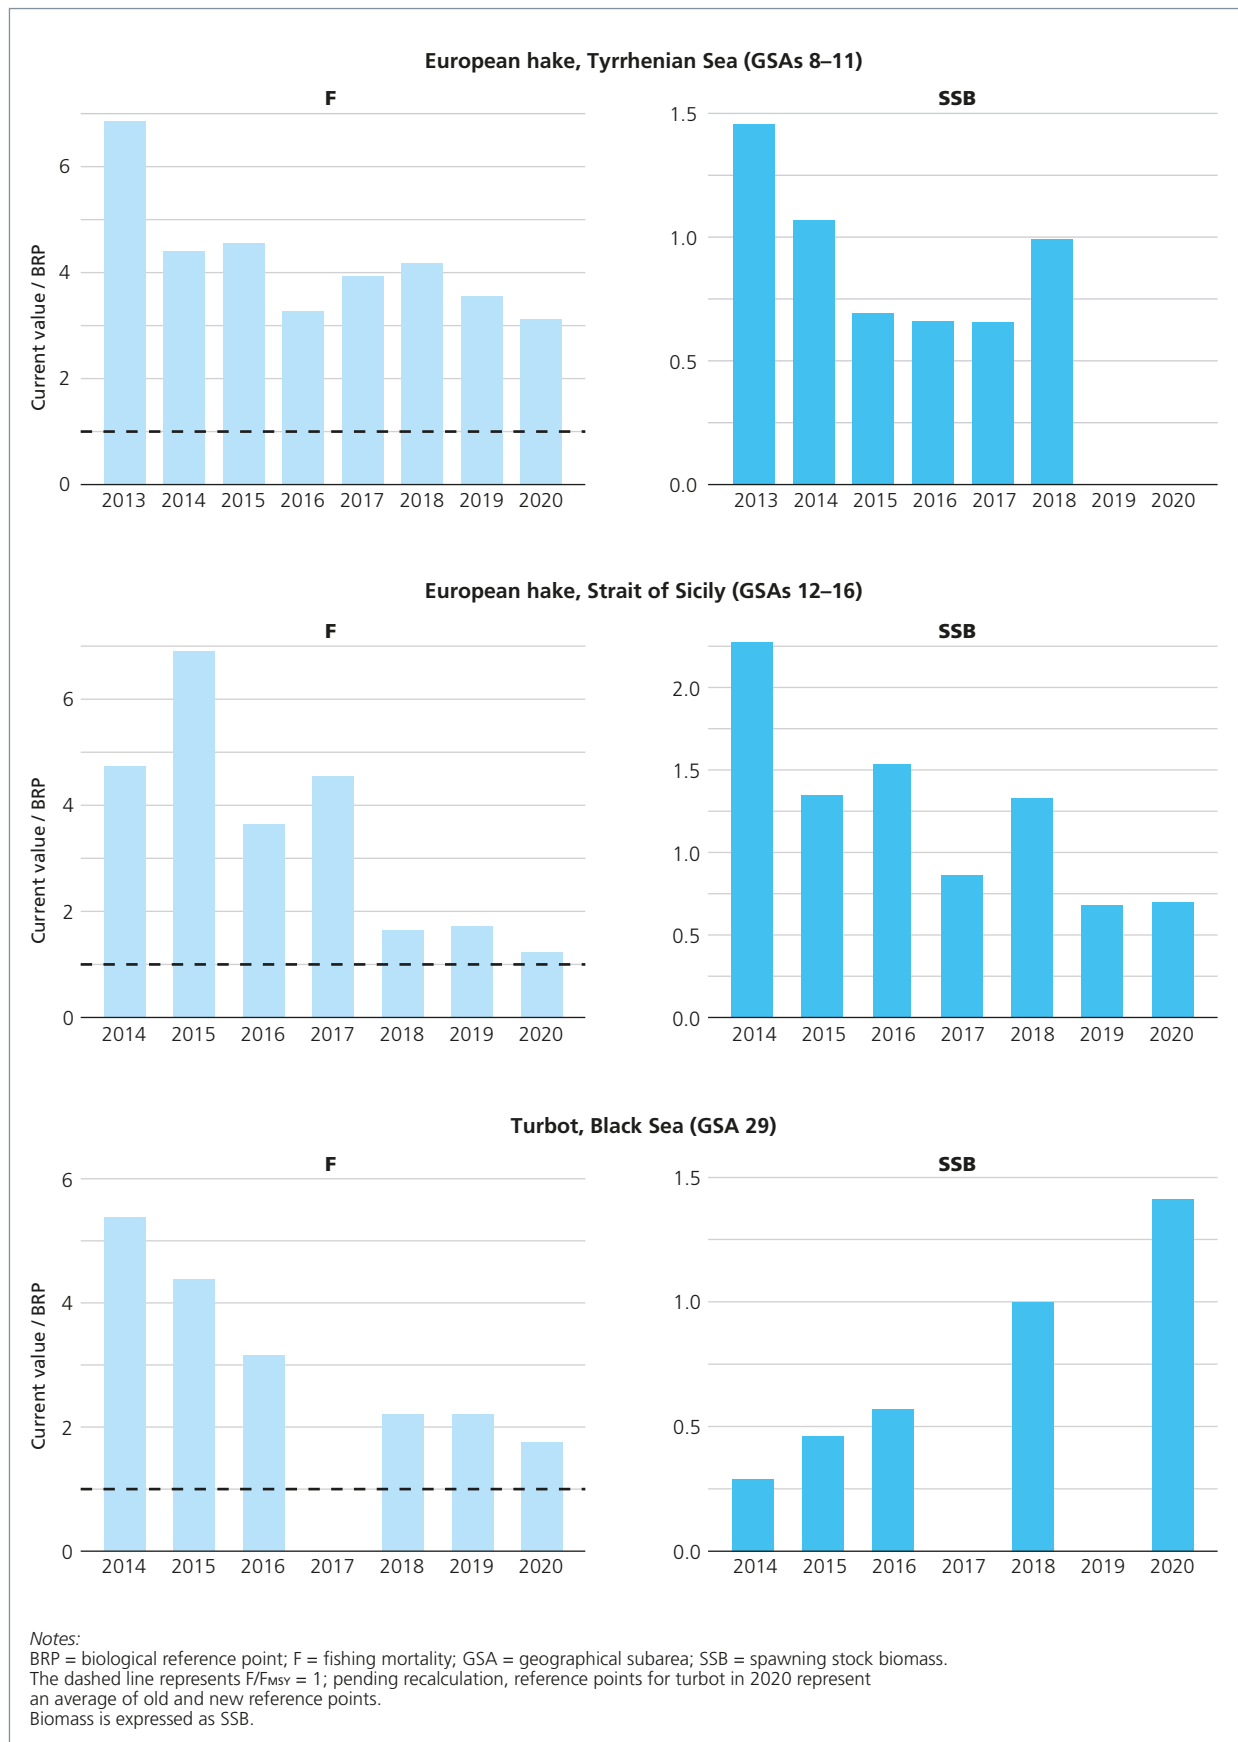 European hake, Tyrrhenian Sea (GSAs 8–11)
F
SSB
Current value / BRP
6
4
2
0
2013 2014 2015 2016 2017 2018 2019 2020
1.5
1.0
0.5
0.0
2013 2014 2015 2016 2017 2018 2019 2020
European hake, Strait of Sicily (GSAs 12–16)
F
SSB
Current value / BRP
6
4
2
0
2014 2015 2016 2017 2018 2019 2020
2.0
1.5
1.0
0.5
0.0
2014 2015 2016 2017 2018 2019 2020
Turbot, Black Sea (GSA 29)
F
SSB
Current value / BRP
6
4
2
0
2014 2015 2016 2017 2018 2019 2020
1.5
1.0
0.5
0.0
2014 2015 2016 2017 2018 2019 2020
Notes:
BRP = biological reference point; F = fishing mortality; GSA = geographical subarea; SSB = spawning stock biomass.
The dashed line represents F/FMSY = 1; pending recalculation, reference points for turbot in 2020 represent
an average of old and new reference points.
Biomass is expressed as SSB.